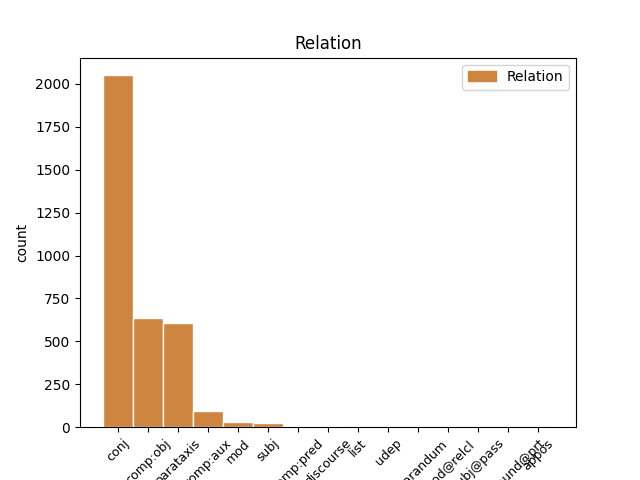 Relation
Relation
count
2000
1750
1500
1250
1000
750
500
250
0
conj
comp:obj
parataxis
comp:aux
mod
subj
discourse
list
udep
appos